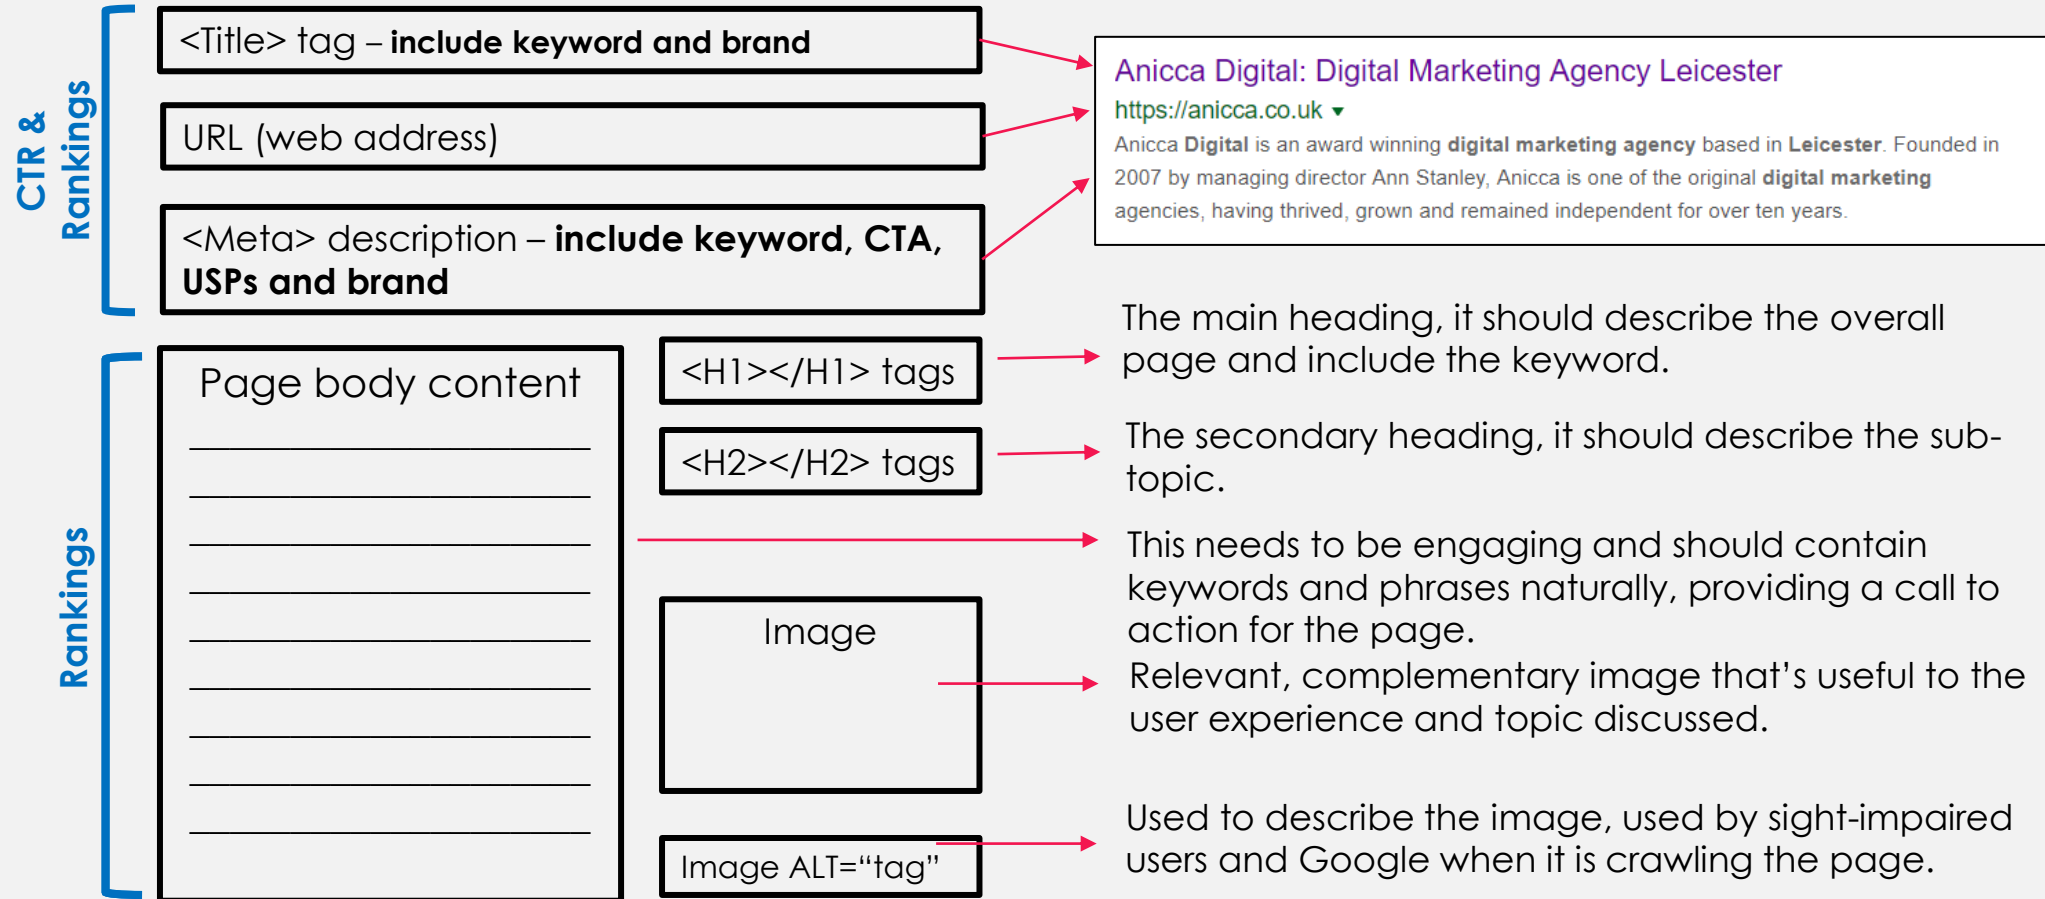 CTR &
Rankings
<Title> tag – include keyword and brand
URL (web address)
<Meta> description – include keyword, CTA,
USPs and brand
Anicca Digital: Digital Marketing Agency Leicester
https://anicca.co.uk
Anicca Digital is an award winning digital marketing agency based in Leicester. Founded in
2007 by managing director Ann Stanley, Anicca is one of the original digital marketing
agencies, having thrived, grown and remained independent for over ten years.
Rankings
Page body content
<H1></H1> tags
The main heading, it should describe the overall
page and include the keyword.
<H2></H2> tags
The secondary heading, it should describe the sub-
topic.
This needs to be engaging and should contain
keywords and phrases naturally, providing a call to
action for the page.
Image
Relevant, complementary image that’s useful to the
user experience and topic discussed.
Image ALT=“tag”
Used to describe the image, used by sight-impaired
users and Google when it is crawling the page.